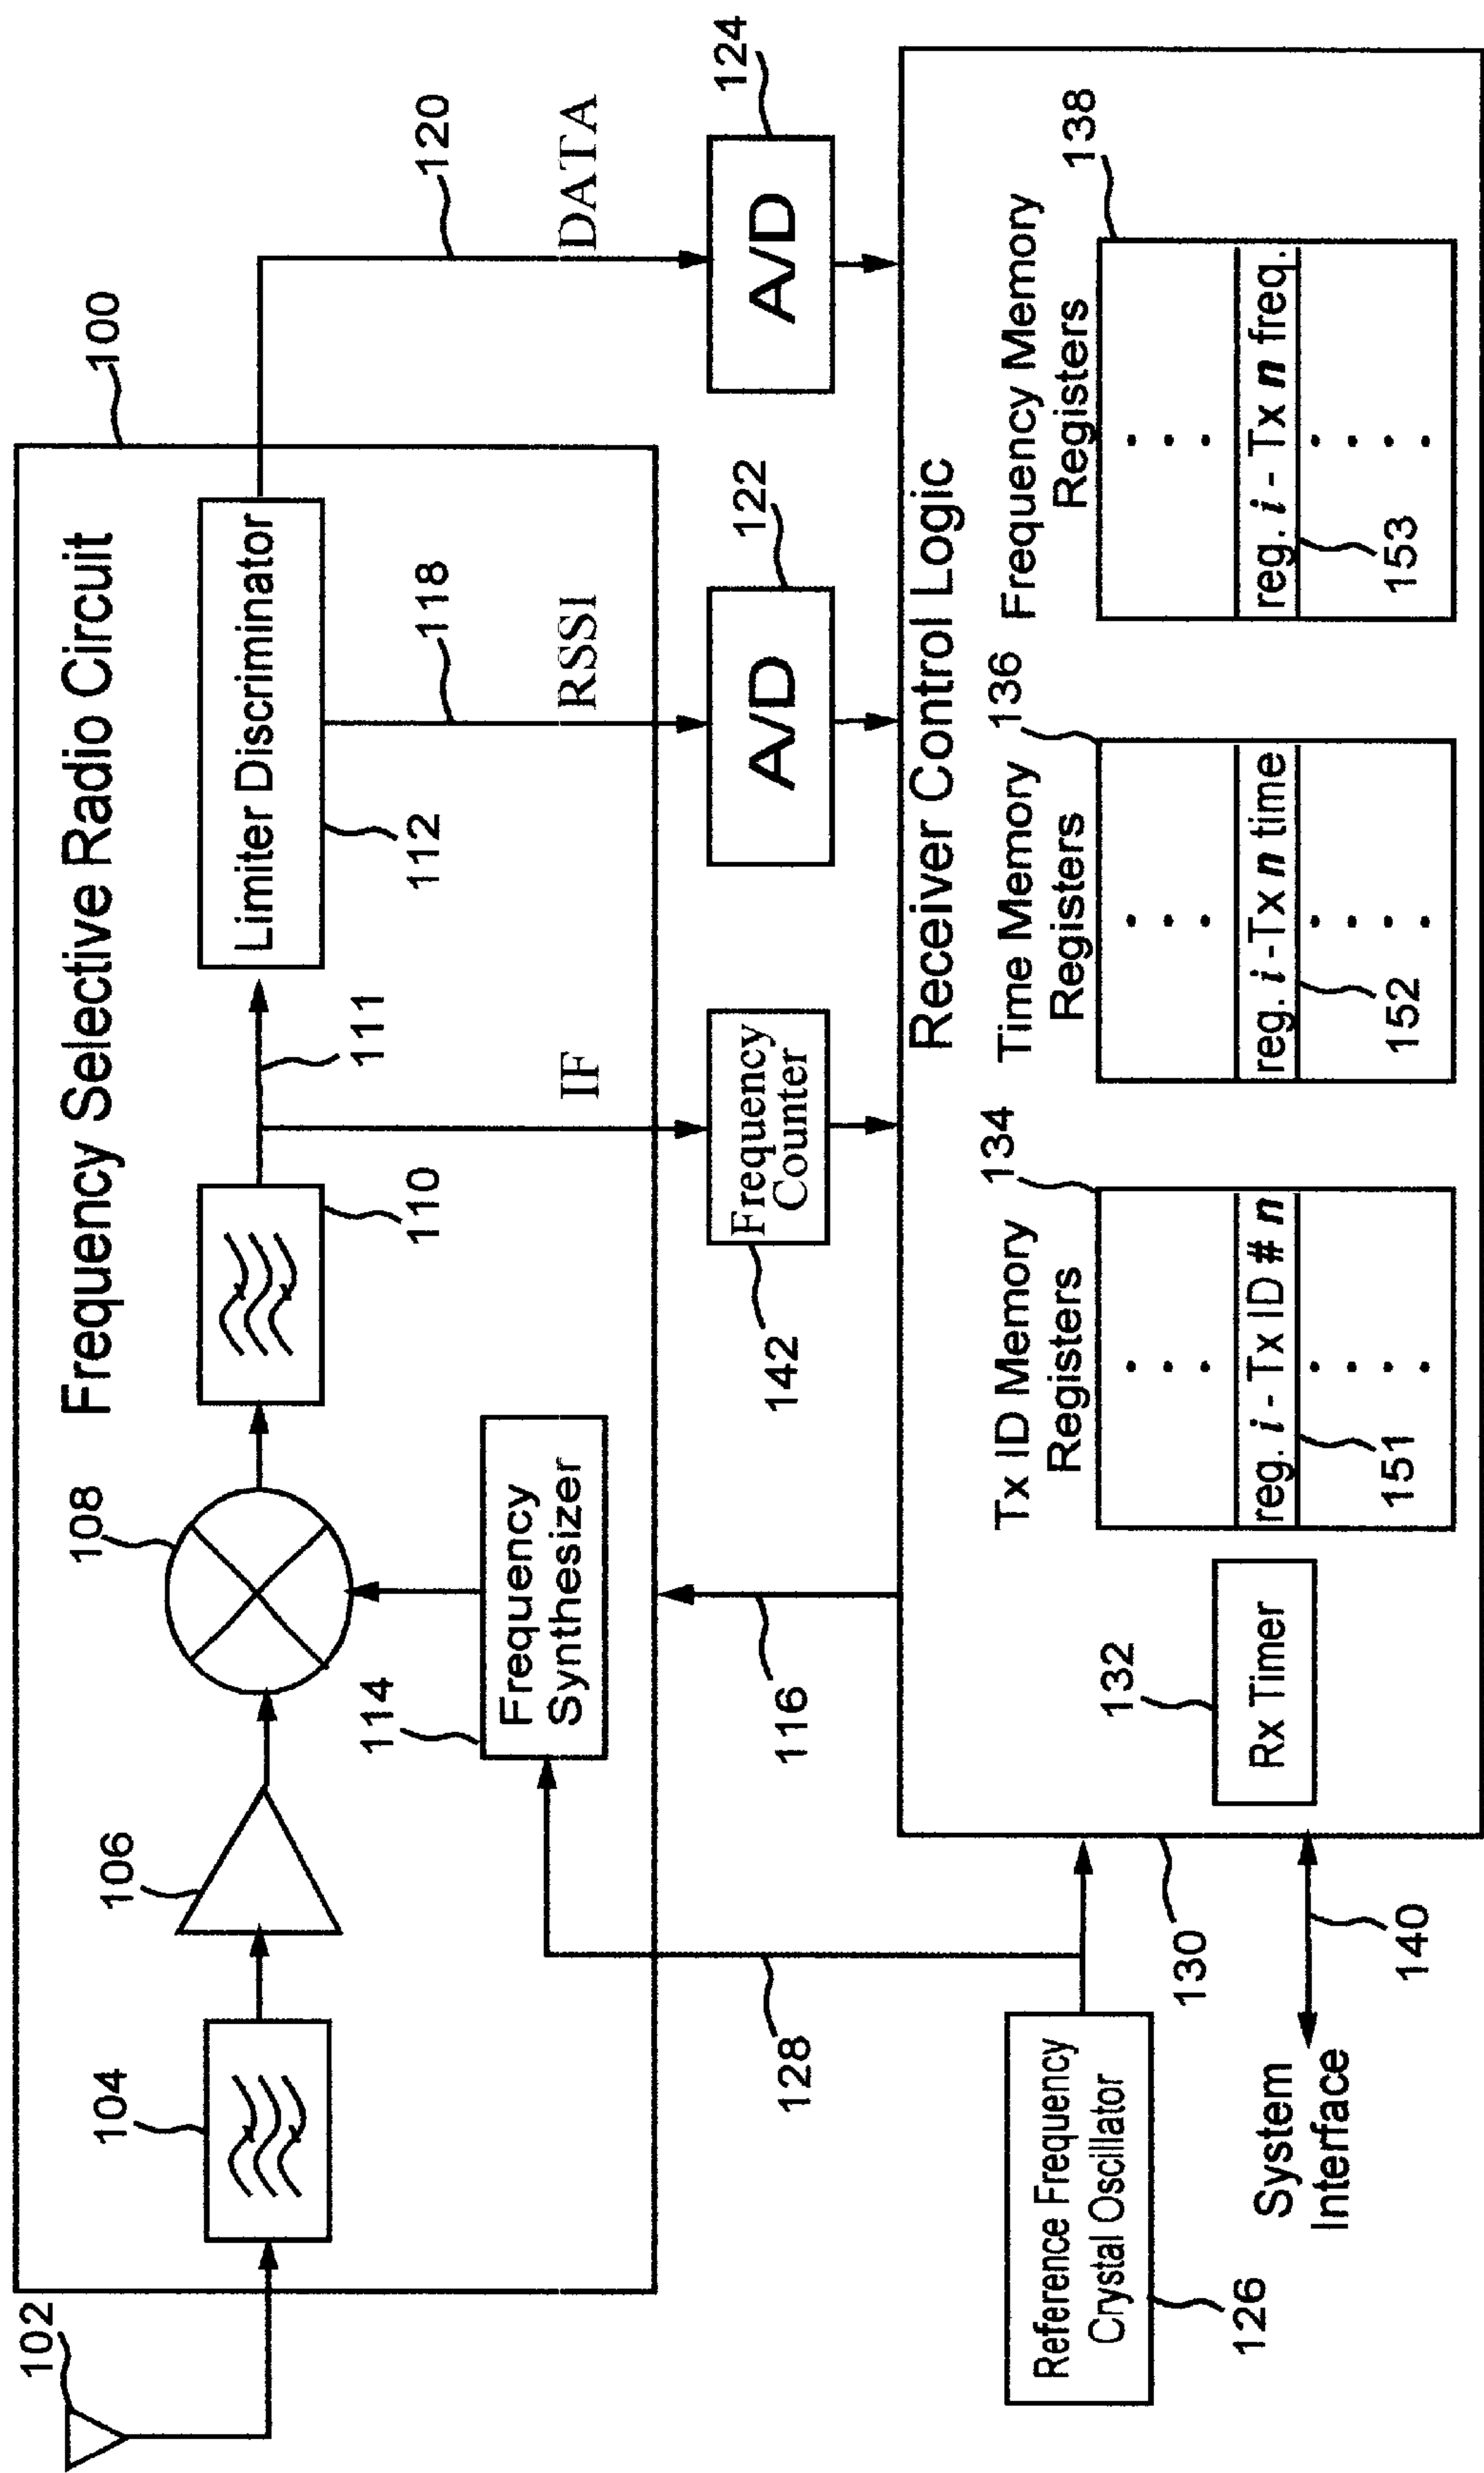 102
100
Frequency Selective Radio Circuit
104
106
108
110
111
Limiter Discriminator
112
114
Frequency
Synthesizer
IF
118
RSSI
120
DATA
128
116
142
Frequency
Counter
122
A/D
124
A/D
Reference Frequency
Crystal Oscillator
126
130
Receiver Control Logic
System
Interface
140
132
Rx Timer
Tx ID Memory
Registers
134
reg. i - Tx ID # n
151
Time Memory
Registers
136
reg. i -Tx n time
152
Frequency Memory
Registers
138
reg. i - Tx n freq.
153